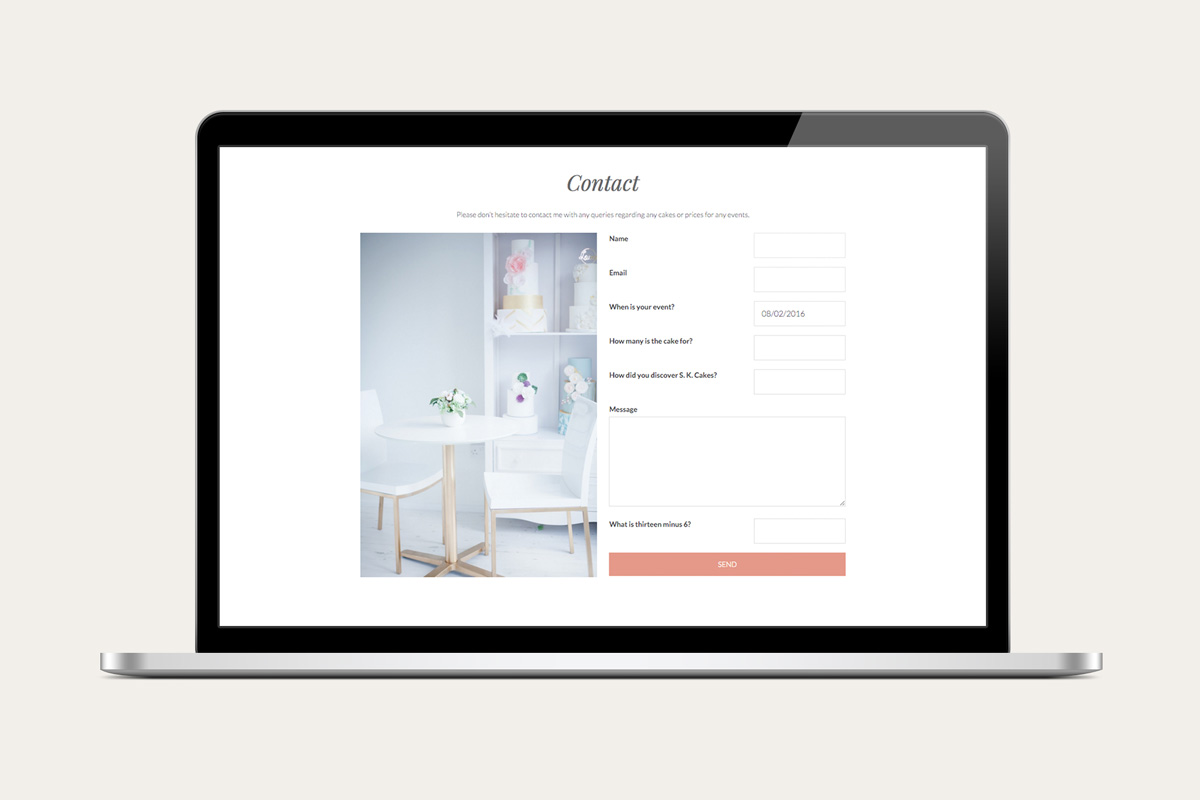 Contact
Please don't hesitate to contact me with any queries regarding any cakes or prices for any events.
Name
Email
When is your event?
08/02/2016
How many is the cake for?
How did you discover S. K. Cakes?
Message
What is thirteen minus 6?
SEND